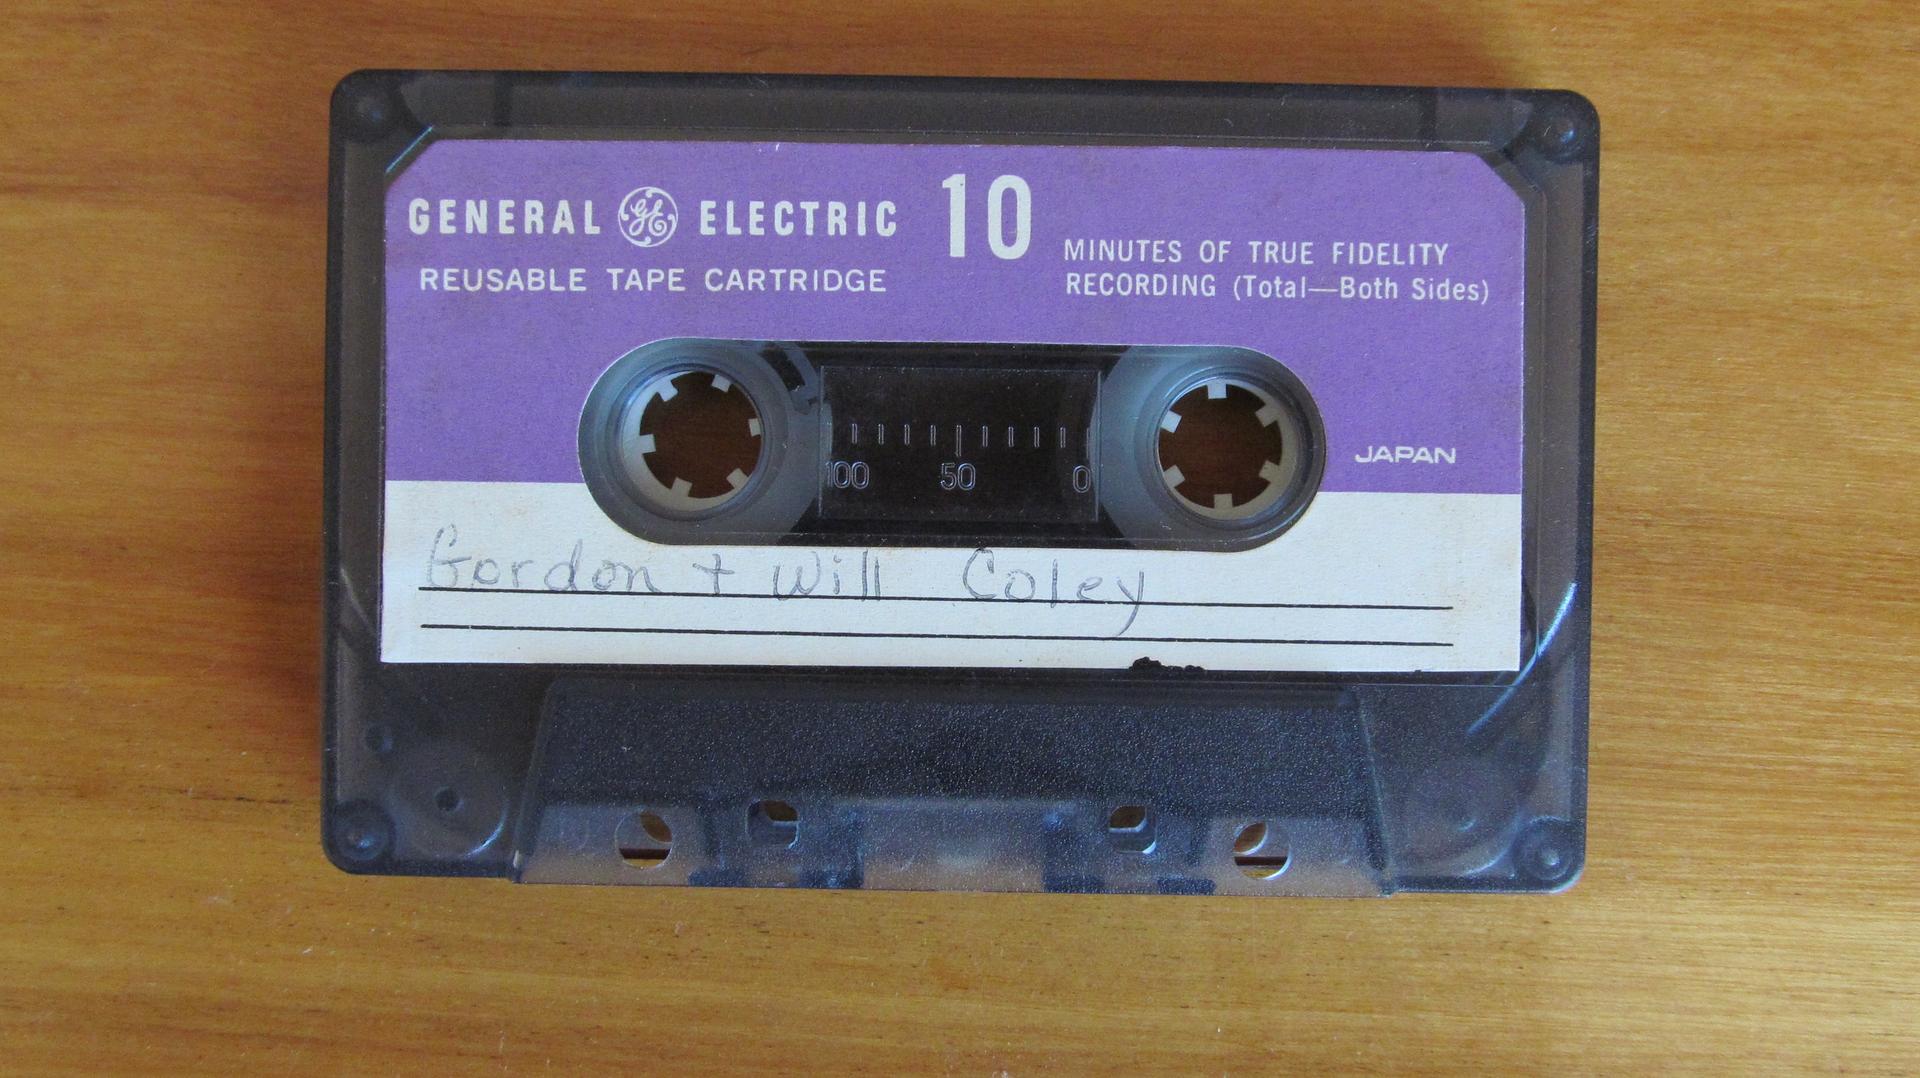 GENERAL GE ELECTRIC 10
REUSABLE TAPE CARTRIDGE
MINUTES OF TRUE FIDELITY
RECORDING (Total—Both Sides)
100 50 0
JAPAN
Gordon + Will Coley